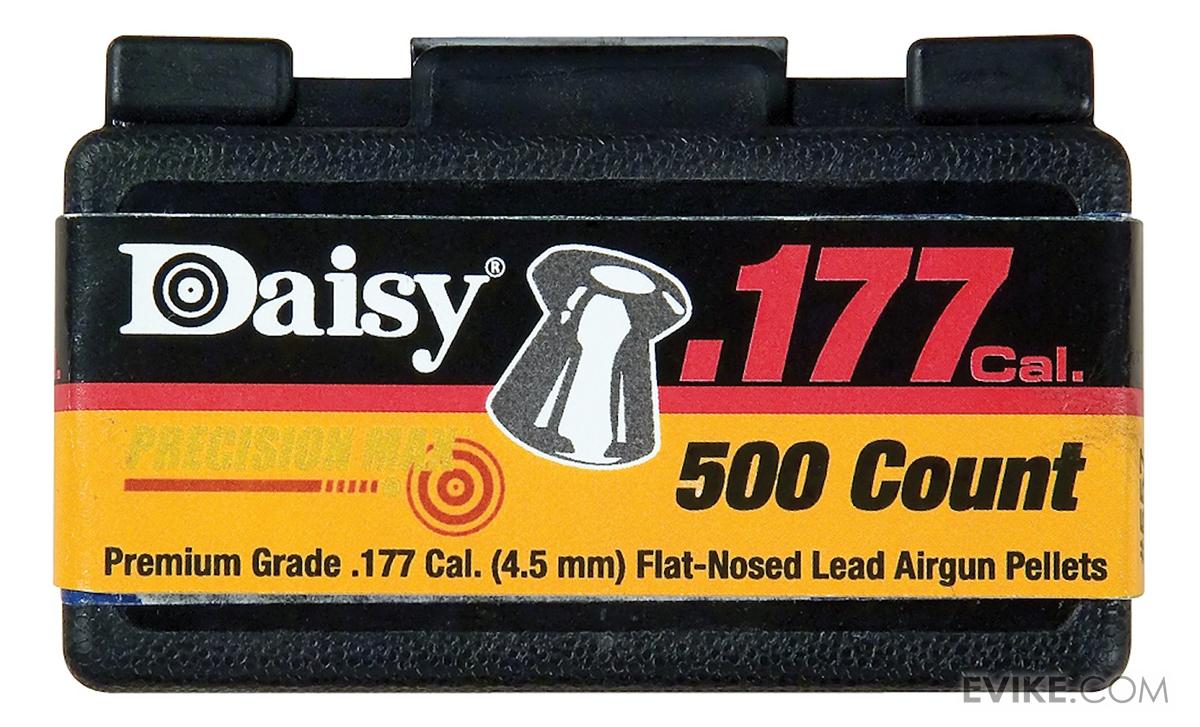 Daisy®
.177 Cal.
PRECISION MAX
500 Count
Premium Grade .177 Cal. (4.5 mm) Flat-Nosed Lead Airgun Pellets
EVIKE.COM